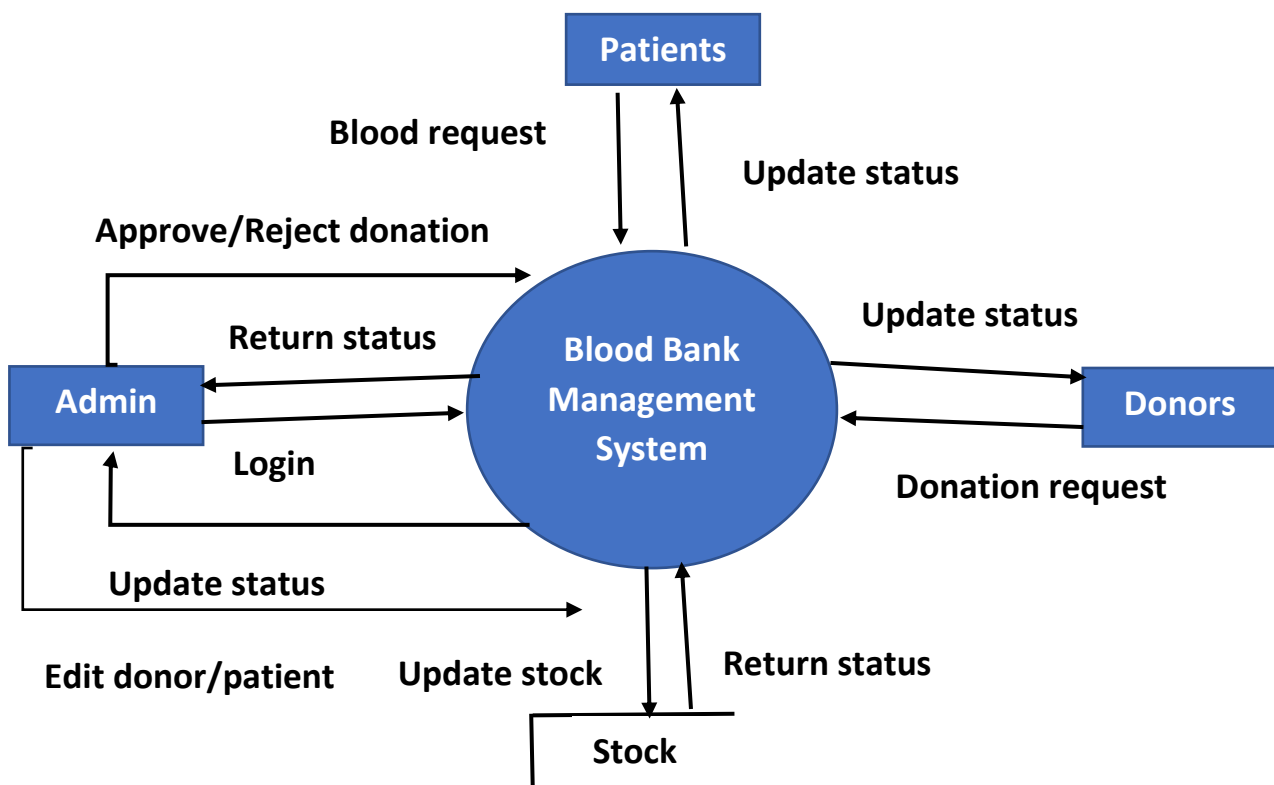 Patients
Blood request
Update status
Approve/Reject donation
Update status
Return status
Blood Bank
Management
System
Admin
Donors
Login
Donation request
Update status
Return status
Edit donor/patient
Update stock
Stock